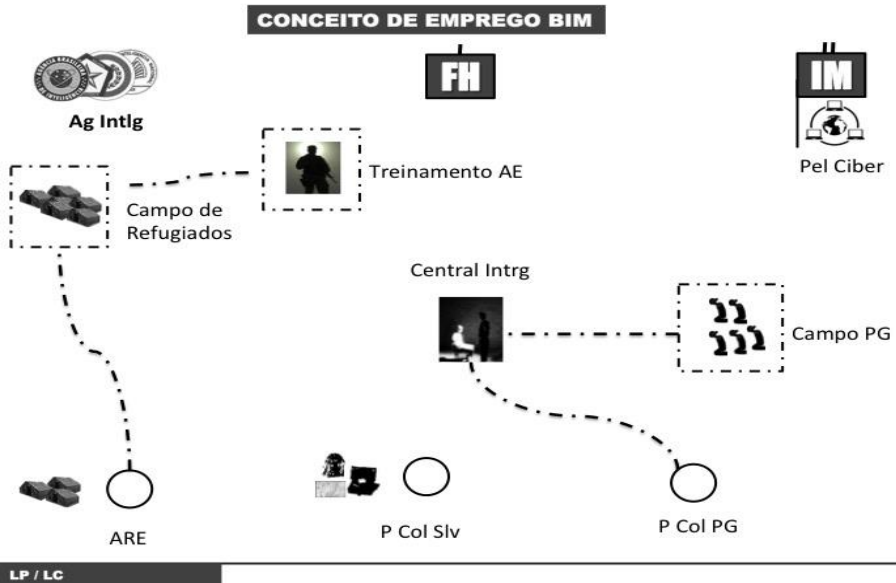 CONCEITO DE EMPREGO BIM
FH
IM
Ag Intlg
Pel Ciber
Treinamento AE
Campo de
Refugiados
Central Intrg
Campo PG
ARE
P Col Slv
P Col PG
LP / LC